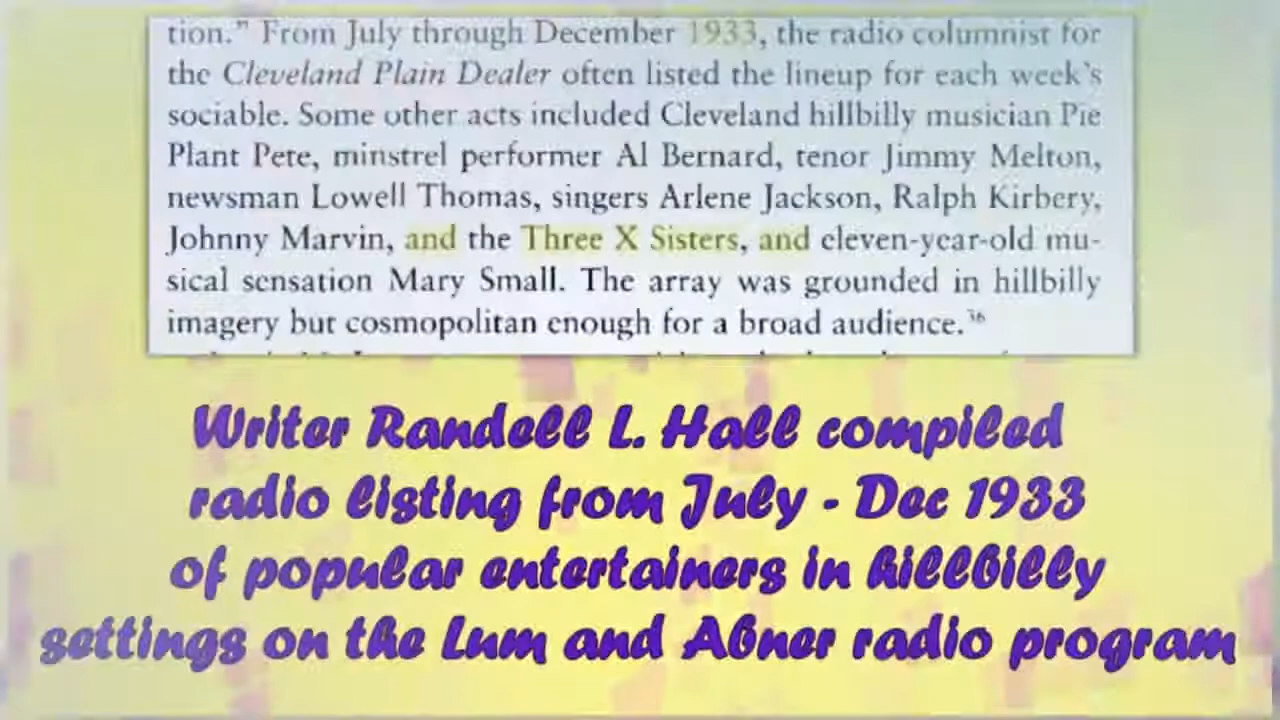 tion." From July through December 1933, the radio columnist for
the Cleveland Plain Dealer often listed the lineup for each week's
sociable. Some other acts included Cleveland hillbilly musician Pie
Plant Pete, minstrel performer Al Bernard, tenor Jimmy Melton,
newsman Lowell Thomas, singers Arlene Jackson, Ralph Kirbery,
Johnny Marvin, and the Three X Sisters, and eleven-year-old mu-
sical sensation Mary Small. The array was grounded in hillbilly
imagery but cosmopolitan enough for a broad audience.36
Writer Randell L. Hall compiled
radio listing from July - Dec 1933
of popular entertainers in hillbilly
settings on the Lum and Abner radio program